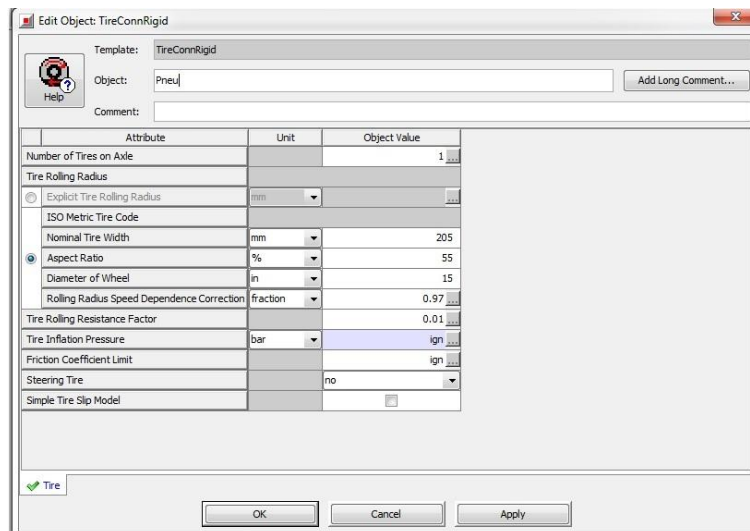 Edit Object: TireConnRigid
Template: TireConnRigid
Help
Object: Pneu
Add Long Comment...
Comment:
Attribute Unit Object Value
Number of Tires on Axle 1 ...
Tire Rolling Radius
Explicit Tire Rolling Radius mm ...
ISO Metric Tire Code
Nominal Tire Width mm 205
Aspect Ratio % 55
Diameter of Wheel in 15
Rolling Radius Speed Dependence Correction fraction 0.97 ...
Tire Rolling Resistance Factor 0.01 ...
Tire Inflation Pressure bar ign ...
Friction Coefficient Limit ign ...
Steering Tire no
Simple Tire Slip Model
Tire
OK Cancel Apply